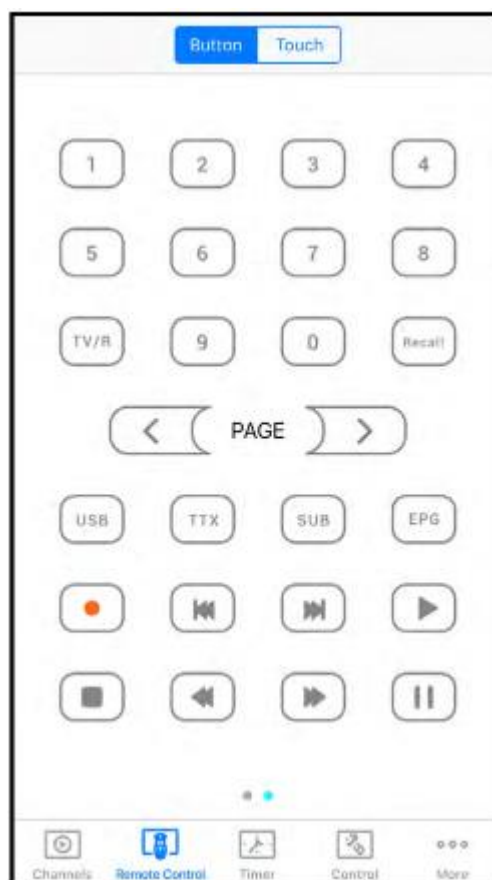 Button Touch
1 2 3 4
5 6 7 8
TV/R 9 0 Recall
PAGE
USB TTX SUB EPG
Channels Remote Control Timer Control More